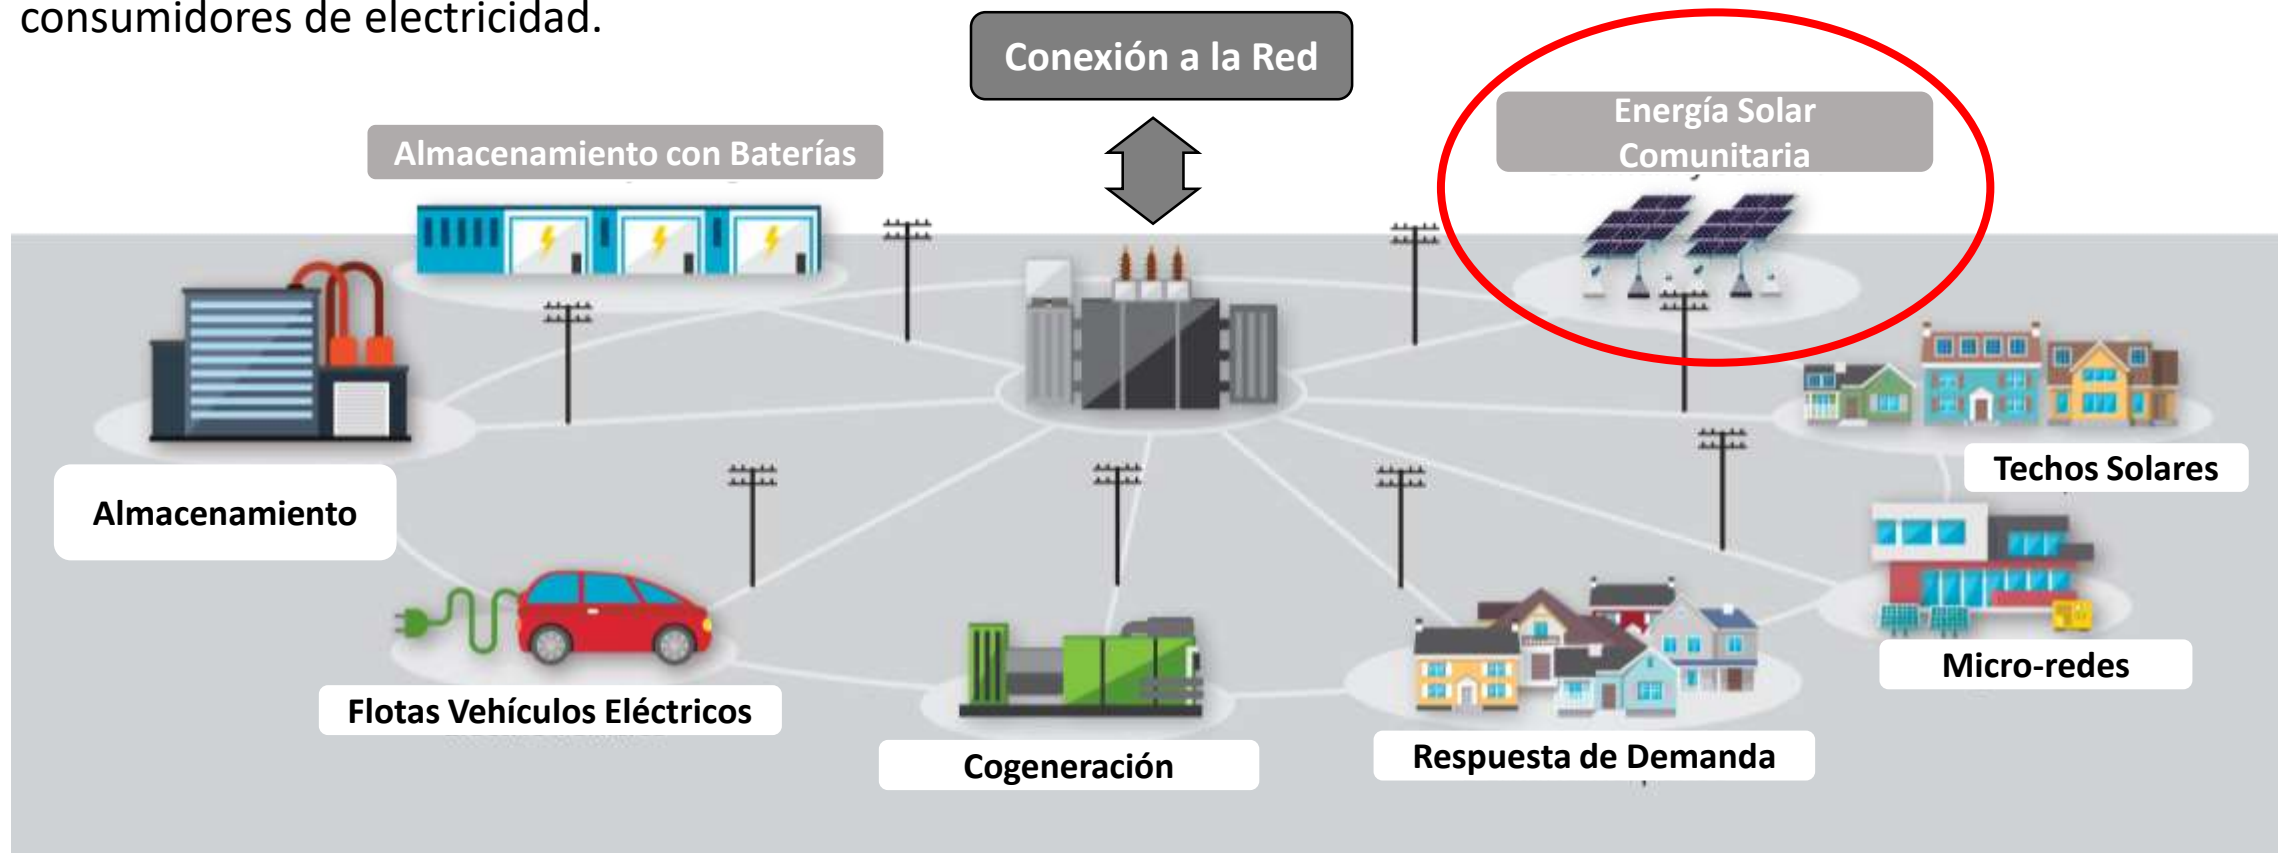 consumidores de electricidad.
Conexión a la Red
Energía Solar
Comunitaria
Almacenamiento con Baterías
Techos Solares
Almacenamiento
Micro-redes
Flotas Vehículos Eléctricos
Respuesta de Demanda
Cogeneración